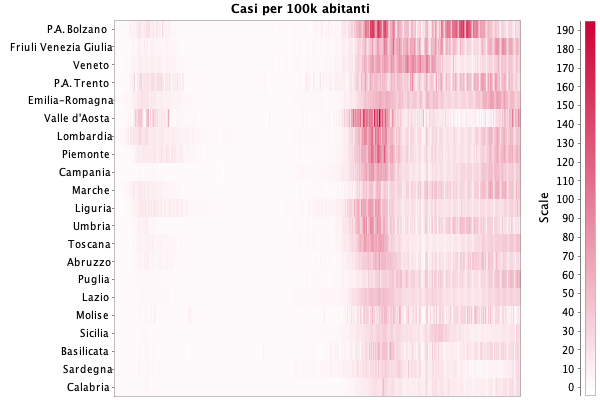 Casi per 100k abitanti
P.A. Bolzano
Friuli Venezia Giulia
Veneto
P.A. Trento
Emilia-Romagna
Valle d'Aosta
Lombardia
Piemonte
Campania
Marche
Liguria
Umbria
Toscana
Abruzzo
Puglia
Lazio
Molise
Sicilia
Basilicata
Sardegna
Calabria
Scale
190
180
170
160
150
140
130
120
110
100
90
80
70
60
50
40
30
20
10
0